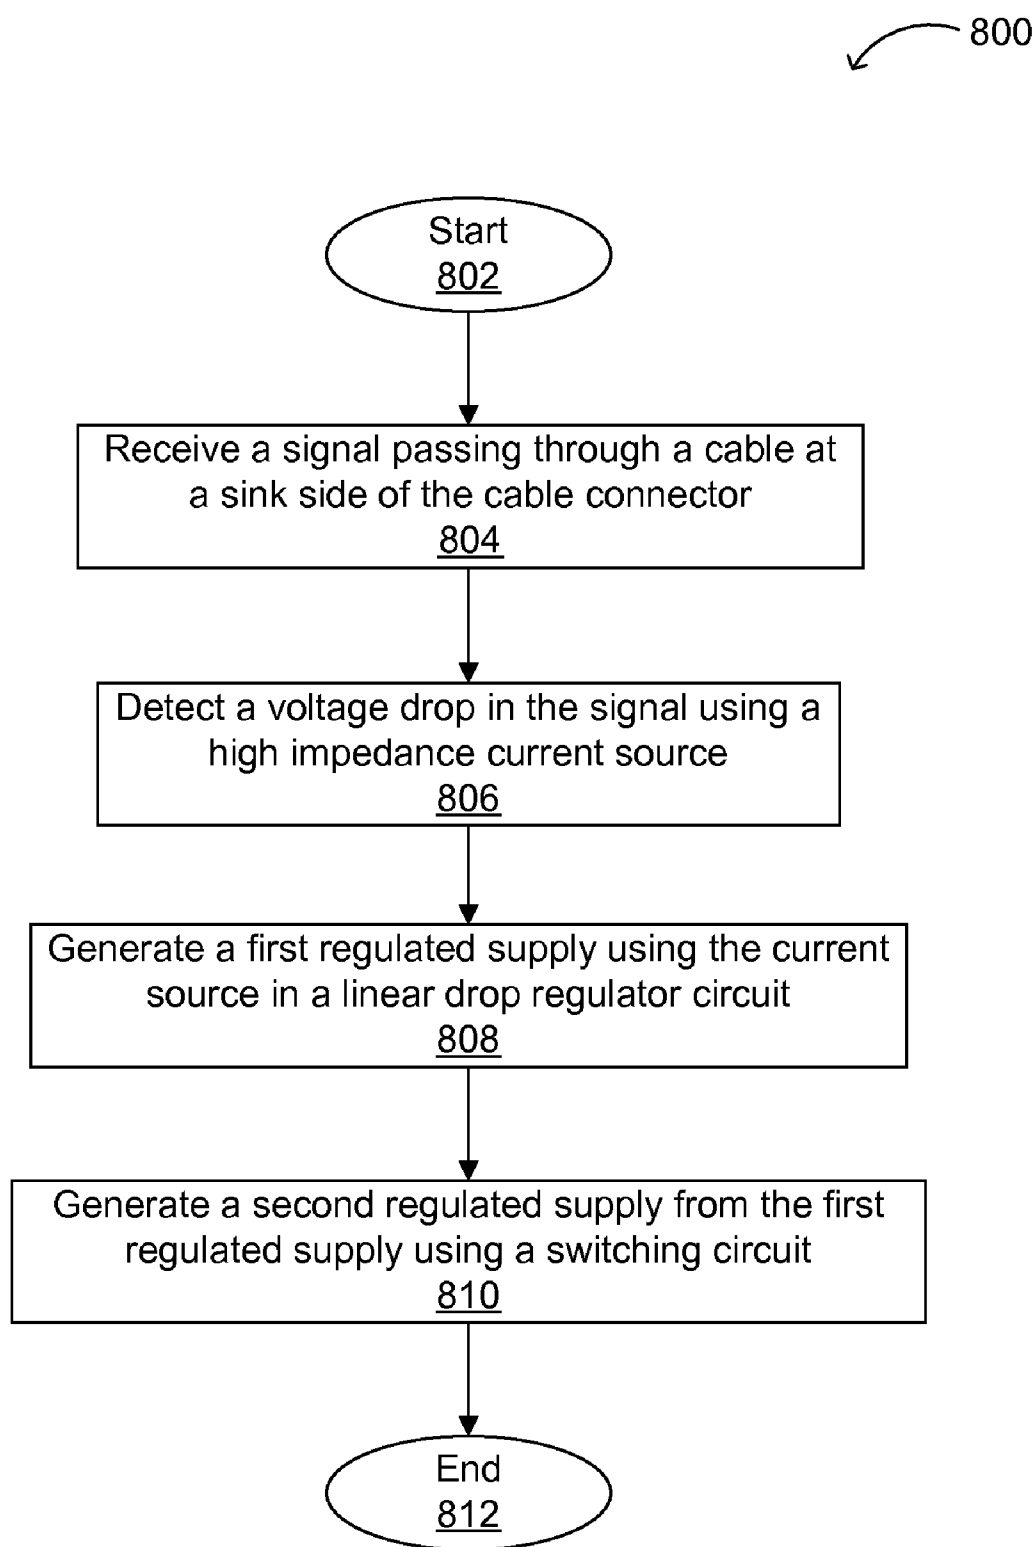 800
Start
802
Receive a signal passing through a cable at
a sink side of the cable connector
804
Detect a voltage drop in the signal using a
high impedance current source
806
Generate a first regulated supply using the current
source in a linear drop regulator circuit
808
Generate a second regulated supply from the first
regulated supply using a switching circuit
810
End
812